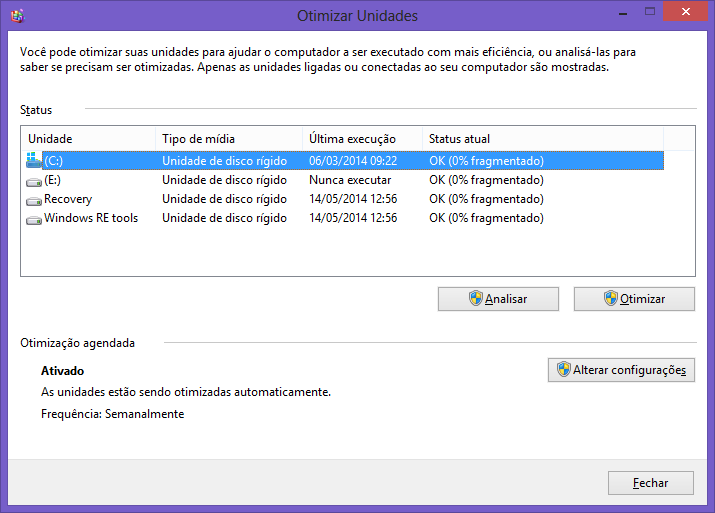 Otimizar Unidades
Você pode otimizar suas unidades para ajudar o computador a ser executado com mais eficiência, ou analisá-las para
saber se precisam ser otimizadas. Apenas as unidades ligadas ou conectadas ao seu computador são mostradas.
Status
Unidade Tipo de mídia Última execução Status atual
(C:) Unidade de disco rígido 06/03/2014 09:22 OK (0% fragmentado)
(E:) Unidade de disco rígido Nunca executar OK (0% fragmentado)
Recovery Unidade de disco rígido 14/05/2014 12:56 OK (0% fragmentado)
Windows RE tools Unidade de disco rígido 14/05/2014 12:56 OK (0% fragmentado)
Analisar Otimizar
Otimização agendada
Ativado Alterar configurações
As unidades estão sendo otimizadas automaticamente.
Frequência: Semanalmente
Fechar